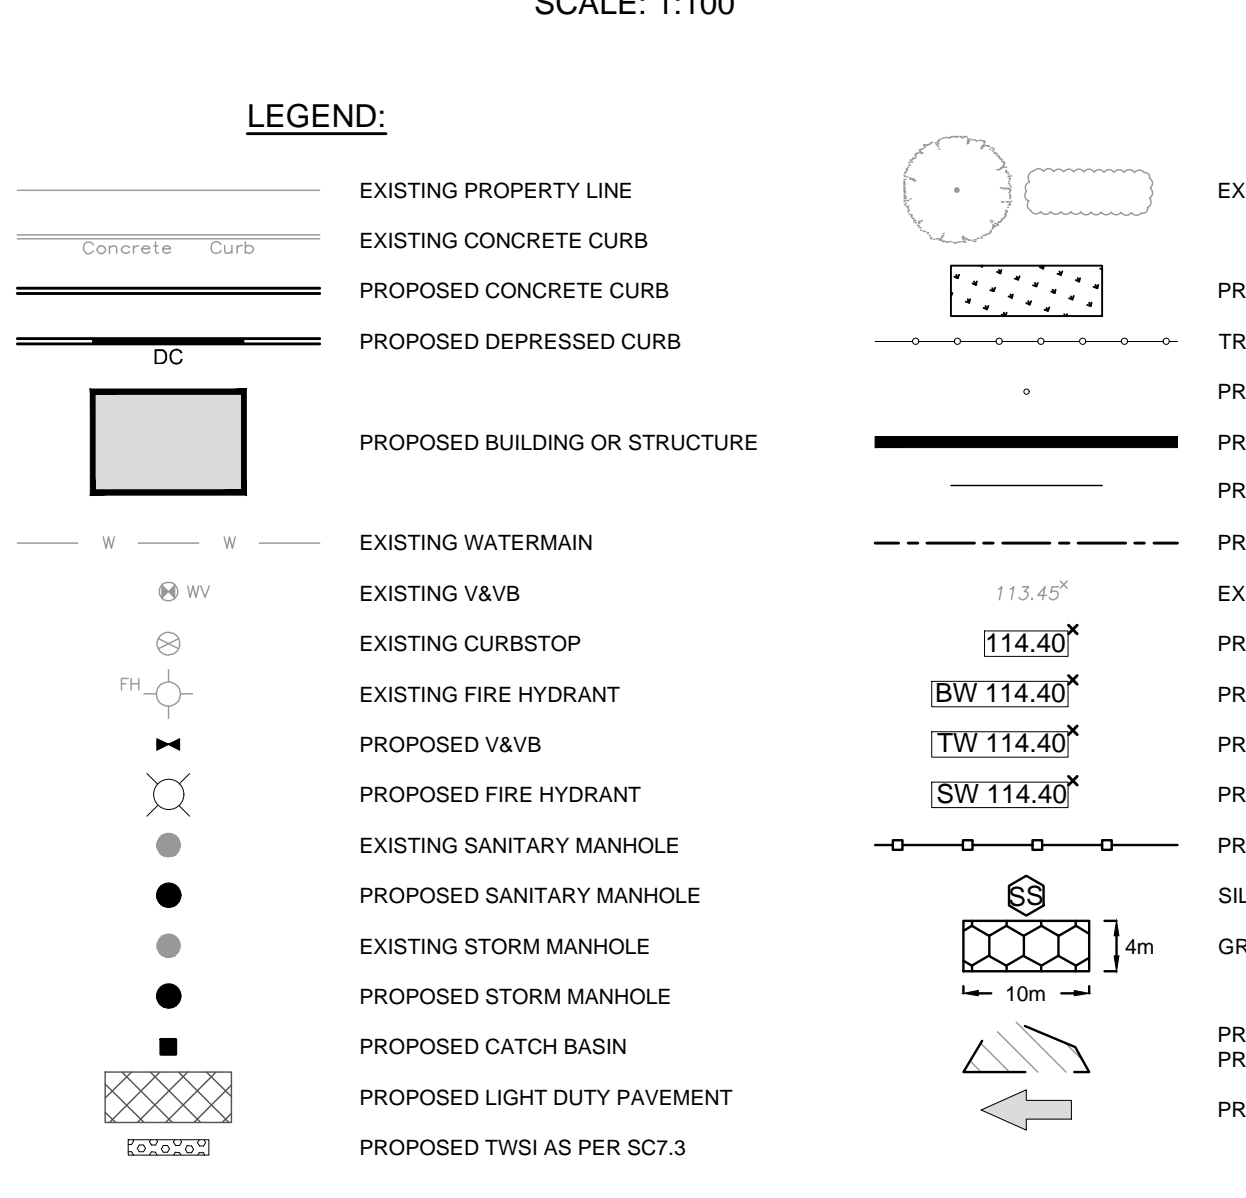 SCALE: 1:100
LEGEND:
EXISTING PROPERTY LINE
Concrete Curb
EXISTING CONCRETE CURB
PROPOSED CONCRETE CURB
DC
PROPOSED DEPRESSED CURB
PROPOSED BUILDING OR STRUCTURE
W W
EXISTING WATERMAIN
WV
EXISTING V&VB
EXISTING CURBSTOP
FH
EXISTING FIRE HYDRANT
PROPOSED V&VB
PROPOSED FIRE HYDRANT
EXISTING SANITARY MANHOLE
PROPOSED SANITARY MANHOLE
EXISTING STORM MANHOLE
PROPOSED STORM MANHOLE
PROPOSED CATCH BASIN
PROPOSED LIGHT DUTY PAVEMENT
PROPOSED TWSI AS PER SC7.3
EX
PR
TR
PR
PR
PR
PR
113.45
EX
114.40
PR
BW 114.40
PR
TW 114.40
PR
SW 114.40
PR
PR
SS
SIL
4m
10m
GR
PR
PR
PR